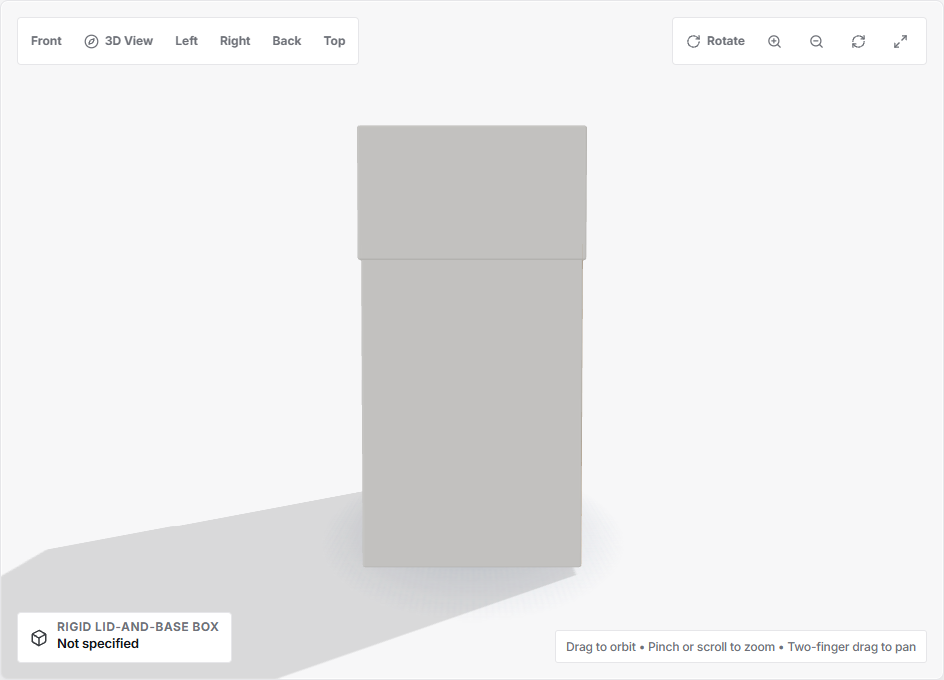 Front
3D View
Left
Right
Back
Top
Rotate
RIGID LID-AND-BASE BOX
Not specified
Drag to orbit • Pinch or scroll to zoom • Two-finger drag to pan